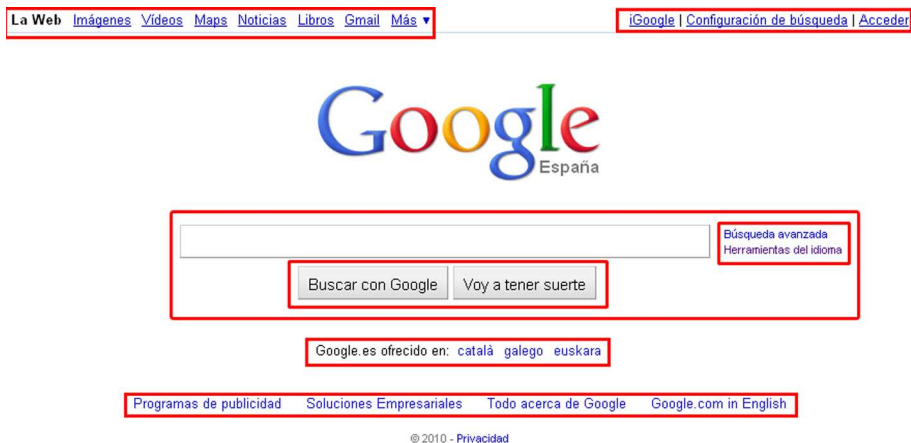 La Web Imágenes Vídeos Maps Noticias Libros Gmail Más ▼ iGoogle | Configuración de búsqueda | Acceder
Google
España
Búsqueda avanzada
Herramientas del idioma
Buscar con Google Voy a tener suerte
Google.es ofrecido en: català galego euskara
Programas de publicidad Soluciones Empresariales Todo acerca de Google Google.com in English
© 2010 - Privacidad